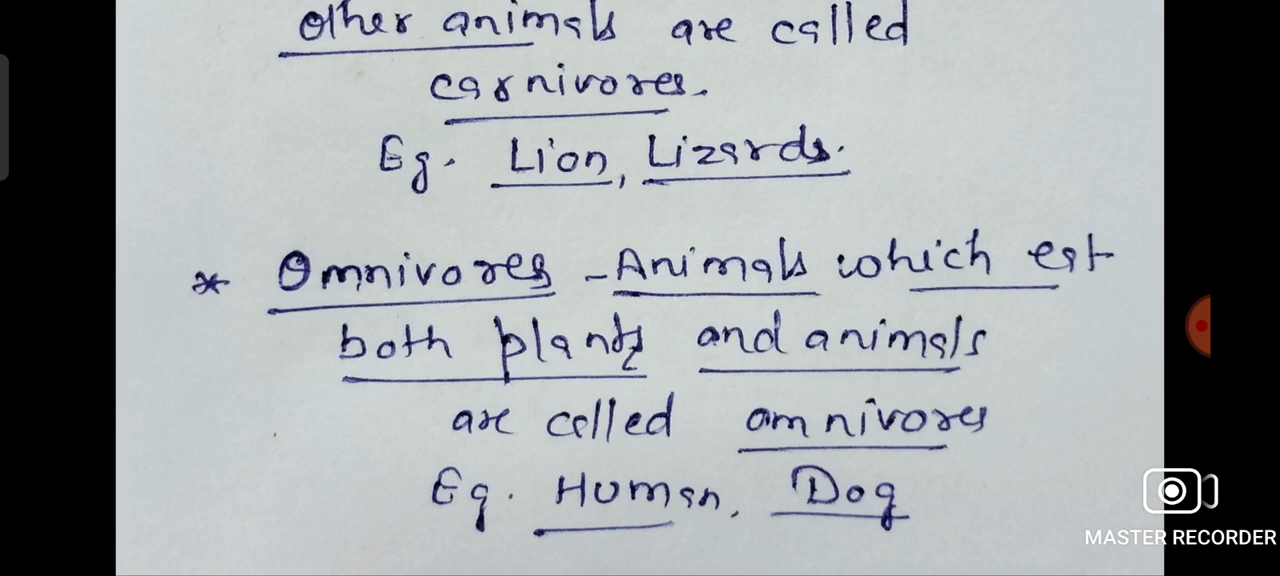 other animals are called
carnivores.
Eg. Lion, Lizards.
* Omnivores - Animals which eat
both plants and animals
are called omnivores
Eg. Human, Dog
MASTER RECORDER